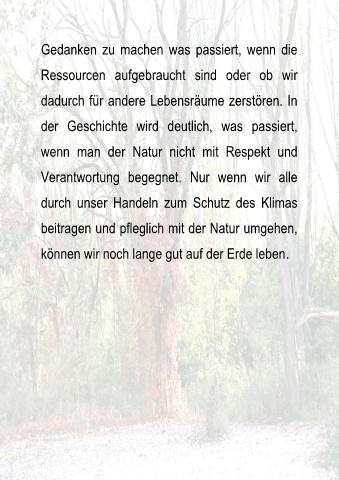 Gedanken zu machen was passiert, wenn die
Ressourcen aufgebraucht sind oder ob wir
dadurch für andere Lebensräume zerstören. In
der Geschichte wird deutlich, was passiert,
wenn man der Natur nicht mit Respekt und
Verantwortung begegnet. Nur wenn wir alle
durch unser Handeln zum Schutz des Klimas
beitragen und pfleglich mit der Natur umgehen,
können wir noch lange gut auf der Erde leben.